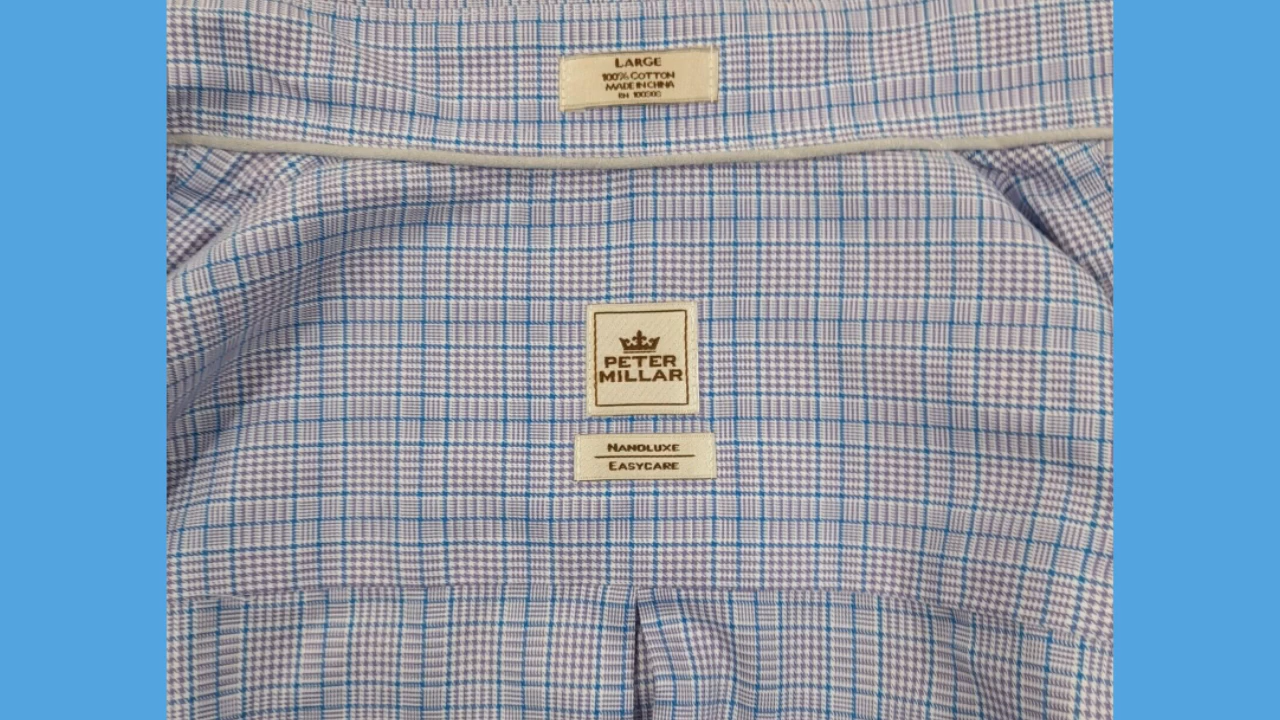 LARGE
100% COTTON
MADE IN CHINA
PETER
MILLAR
NANOLUXE
EASYCARE